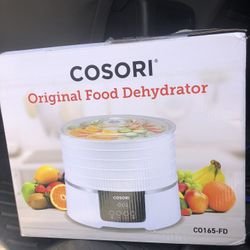 COSORI®
Original Food Dehydrator
COSORI
CO165-FD